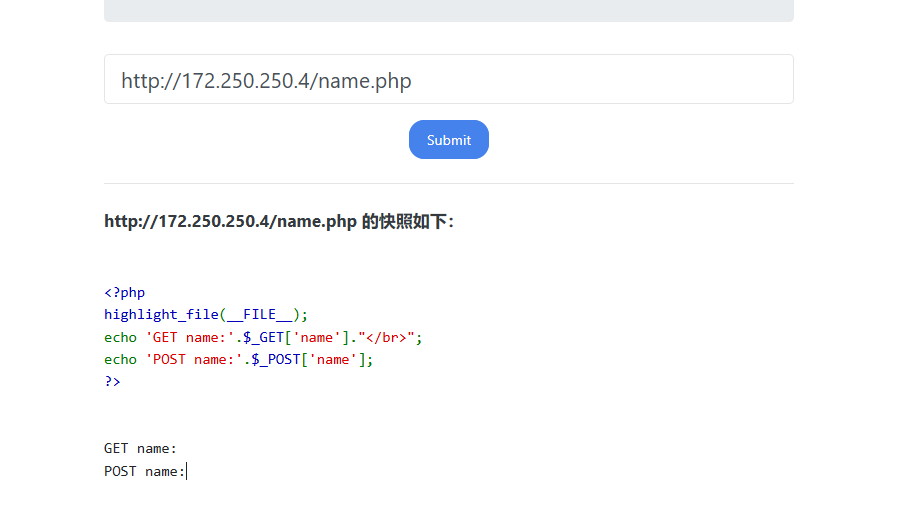 http://172.250.250.4/name.php
Submit
http://172.250.250.4/name.php 的快照如下：
<?php
highlight_file(__FILE__);
echo 'GET name:'.$_GET['name']."</br>";
echo 'POST name:'.$_POST['name'];
?>
GET name:
POST name: